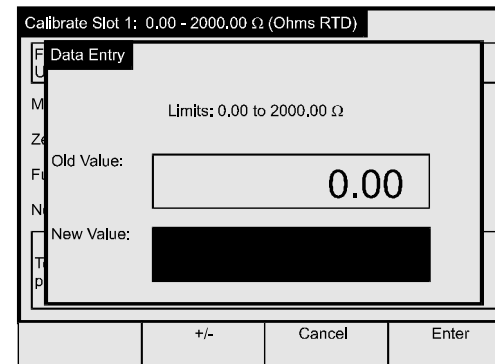 Calibrate Slot 1: 0.00 - 2000.00 Ω (Ohms RTD)
Data Entry
Limits: 0.00 to 2000.00 Ω
Old Value:
0.00
New Value:
+/-
Cancel
Enter